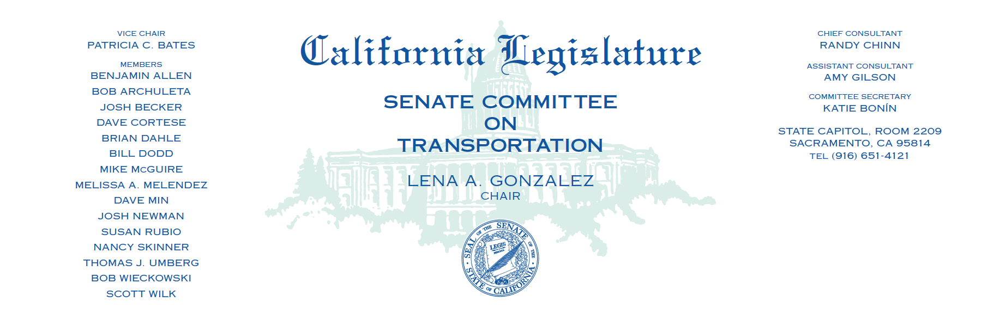 VICE CHAIR
PATRICIA C. BATES
MEMBERS
BENJAMIN ALLEN
BOB ARCHULETA
JOSH BECKER
DAVE CORTESE
BRIAN DAHLE
BILL DODD
MIKE McGUIRE
MELISSA A. MELENDEZ
DAVE MIN
JOSH NEWMAN
SUSAN RUBIO
NANCY SKINNER
THOMAS J. UMBERG
BOB WIECKOWSKI
SCOTT WILK
California Legislature
SENATE COMMITTEE
ON
TRANSPORTATION
LENA A. GONZALEZ
CHAIR
SEAL OF THE SENATE OF THE
STATE OF CALIFORNIA
LEGIS
CHIEF CONSULTANT
RANDY CHINN
ASSISTANT CONSULTANT
AMY GILSON
COMMITTEE SECRETARY
KATIE BONÍN
STATE CAPITOL, ROOM 2209
SACRAMENTO, CA 95814
TEL (916) 651-4121